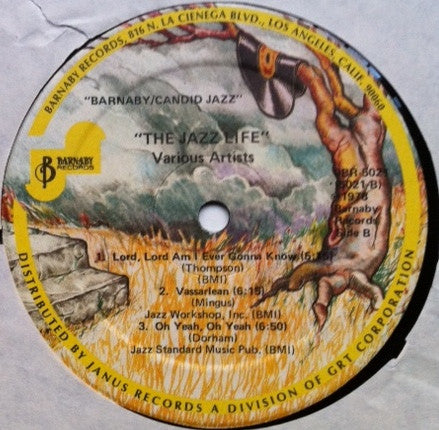 BARNABY RECORDS, 816 N. LA CIENEGA BLVD., LOS ANGELES, CALIF. 90069
"BARNABY/CANDID JAZZ"
"THE JAZZ LIFE"
Various Artists
B
BARNABY
RECORDS
BR 5021
(5021-B)
Barnaby
Records
Side B
1. Lord, Lord Am I Ever Gonna Know
(Thompson)
(BMI)
2. Vassarlean (6:15)
(Mingus)
Jazz Workshop, Inc. (BMI)
3. Oh Yeah, Oh Yeah (6:50)
(Dorham)
Jazz Standard Music Pub. (BMI)
DISTRIBUTED BY JANUS RECORDS A DIVISION OF GRT CORPORATION